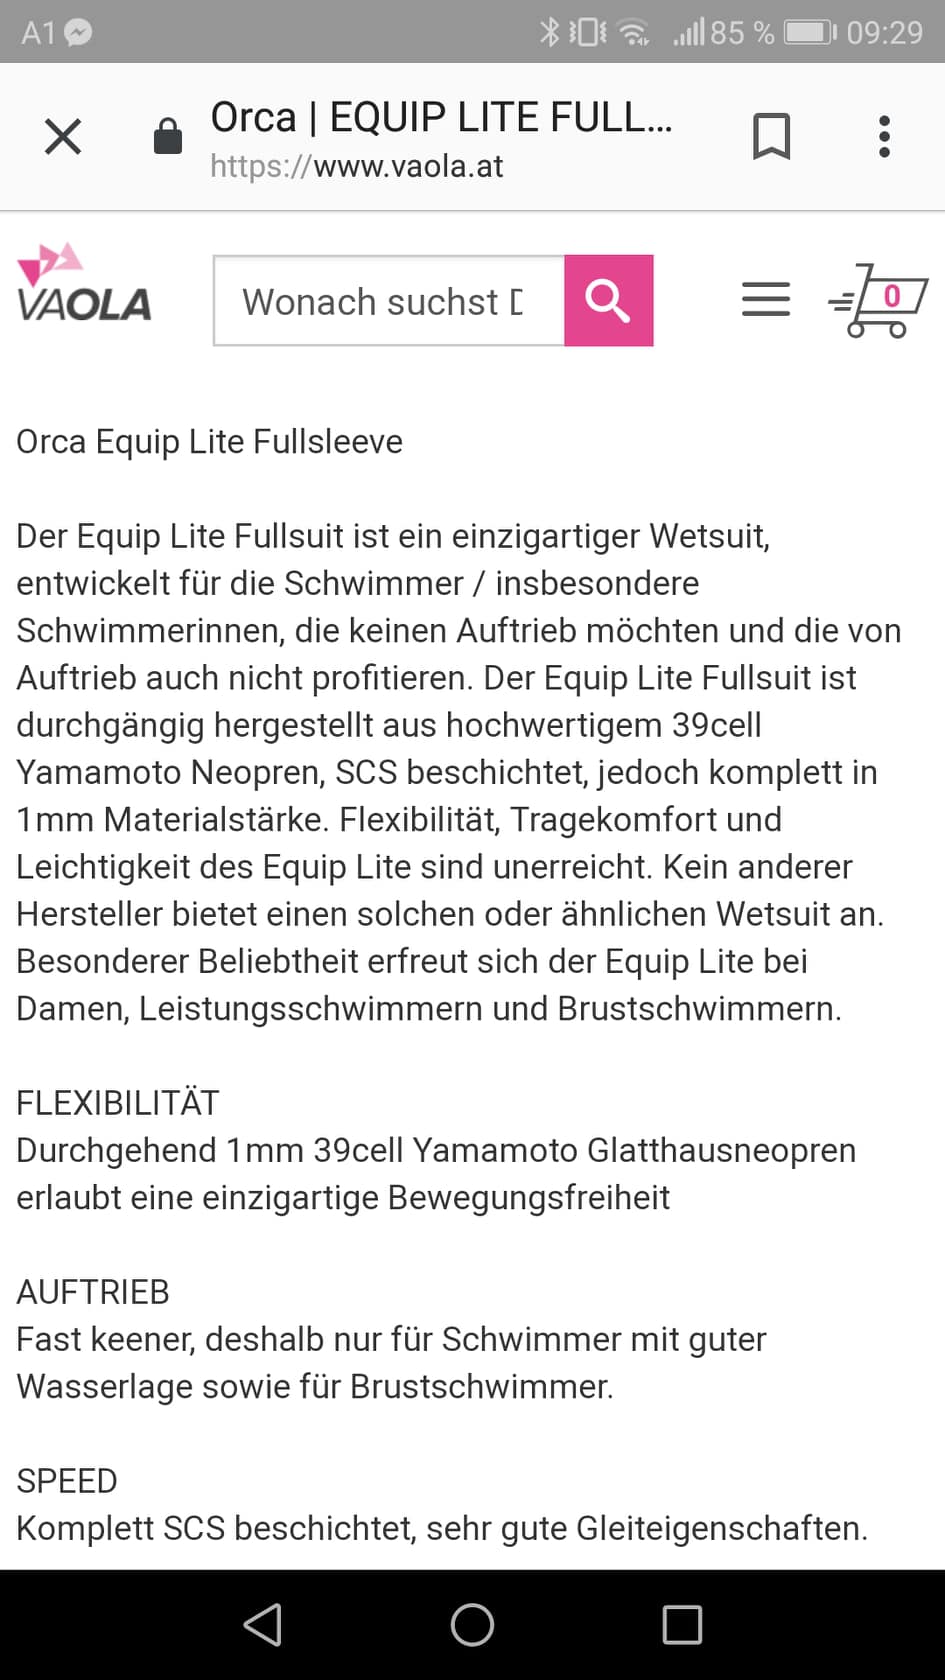 A1 85 % 09:29
Orca | EQUIP LITE FULL...
https://www.vaola.at
VAOLA
Wonach suchst D
0
Orca Equip Lite Fullsleeve
Der Equip Lite Fullsuit ist ein einzigartiger Wetsuit,
entwickelt für die Schwimmer / insbesondere
Schwimmerinnen, die keinen Auftrieb möchten und die von
Auftrieb auch nicht profitieren. Der Equip Lite Fullsuit ist
durchgängig hergestellt aus hochwertigem 39cell
Yamamoto Neopren, SCS beschichtet, jedoch komplett in
1mm Materialstärke. Flexibilität, Tragekomfort und
Leichtigkeit des Equip Lite sind unerreicht. Kein anderer
Hersteller bietet einen solchen oder ähnlichen Wetsuit an.
Besonderer Beliebtheit erfreut sich der Equip Lite bei
Damen, Leistungsschwimmern und Brustschwimmern.
FLEXIBILITÄT
Durchgehend 1mm 39cell Yamamoto Glatthausneopren
erlaubt eine einzigartige Bewegungsfreiheit
AUFTRIEB
Fast keener, deshalb nur für Schwimmer mit guter
Wasserlage sowie für Brustschwimmer.
SPEED
Komplett SCS beschichtet, sehr gute Gleiteigenschaften.